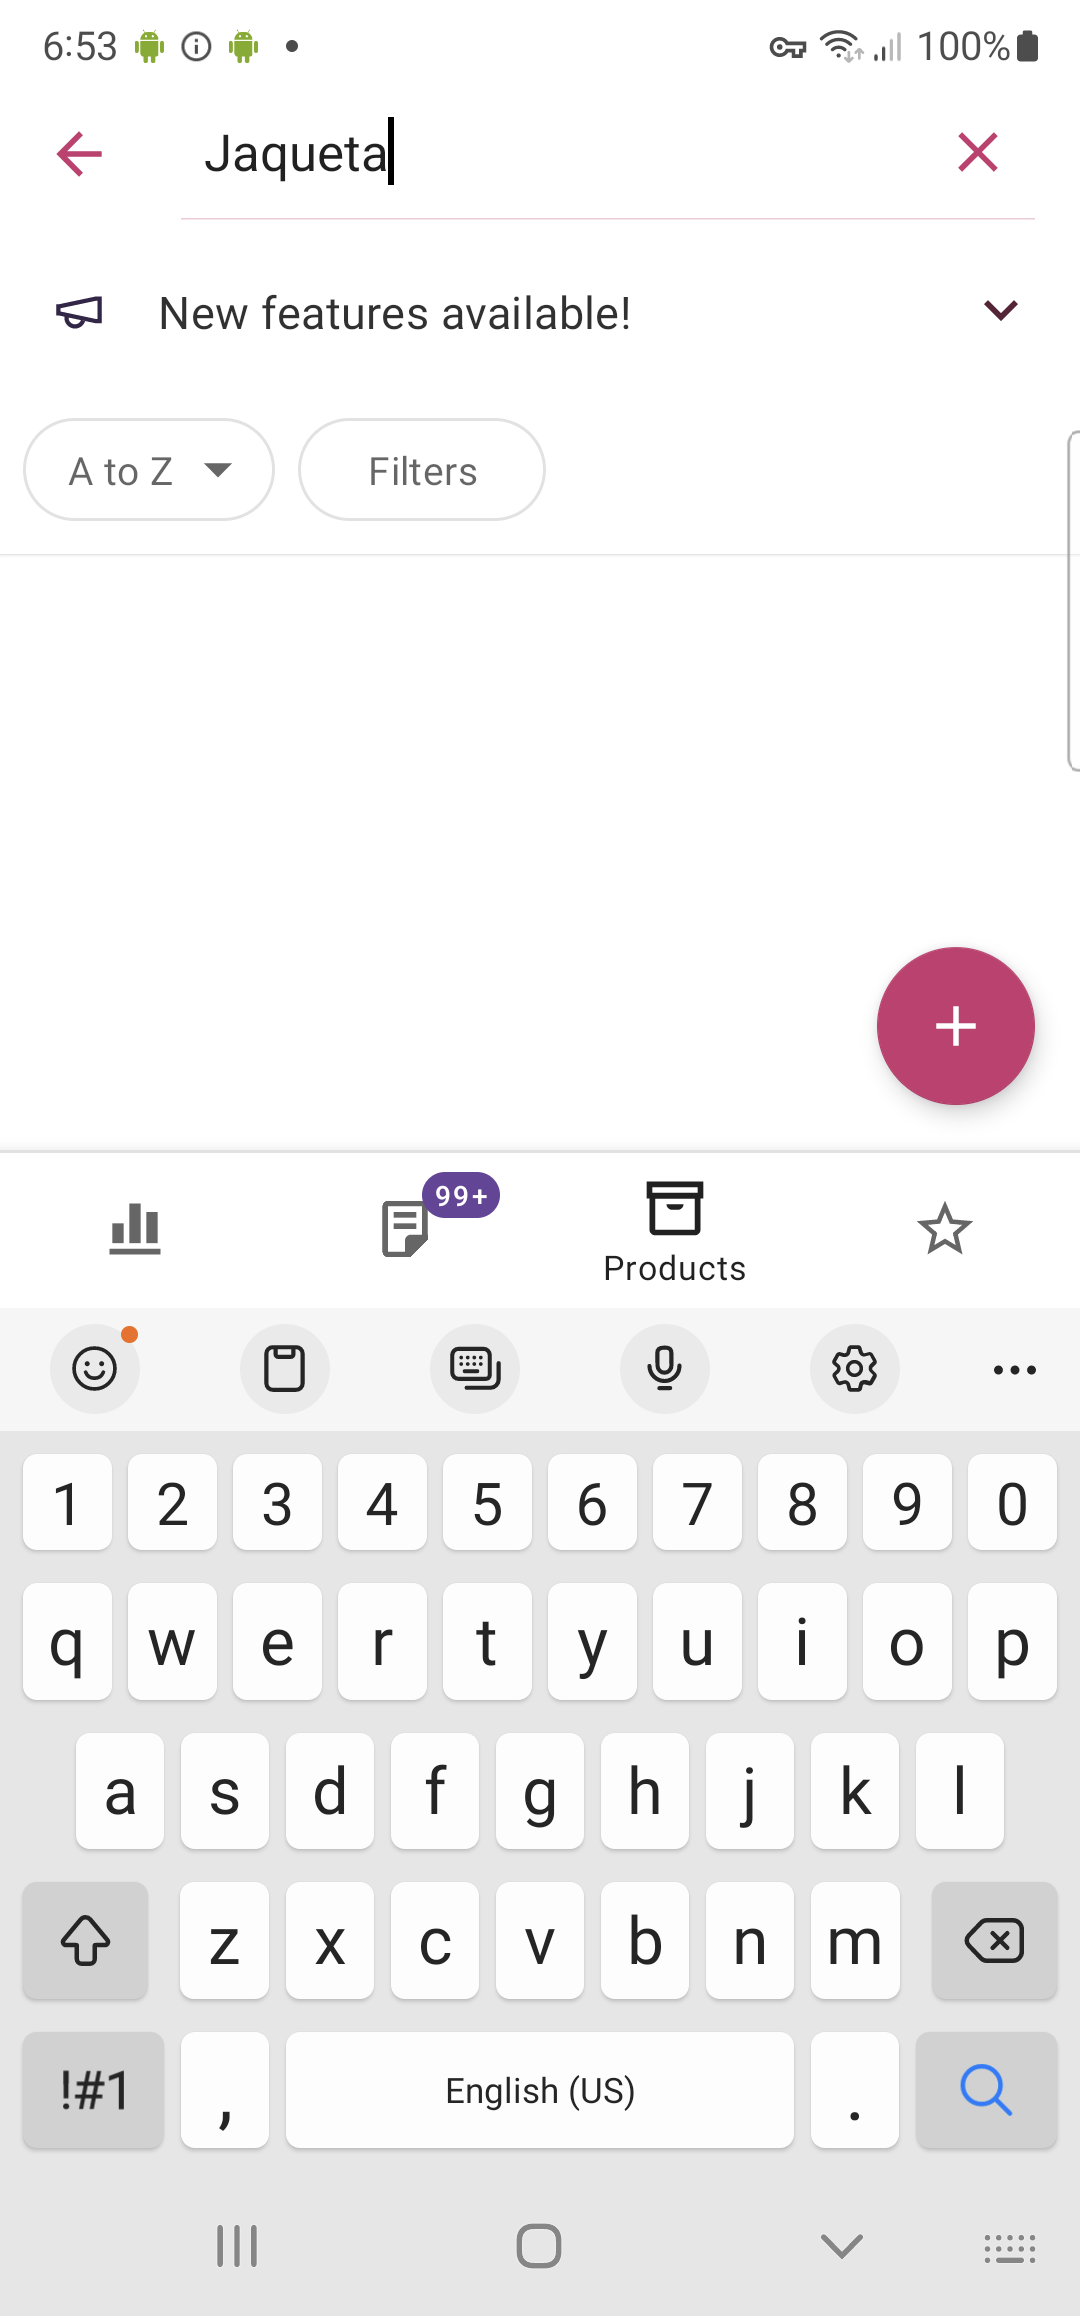 6:53 100%
Jaqueta
New features available!
A to Z Filters
99+
Products
1 2 3 4 5 6 7 8 9 0
q w e r t y u i o p
a s d f g h j k l
z x c v b n m
!#1 , English (US) .